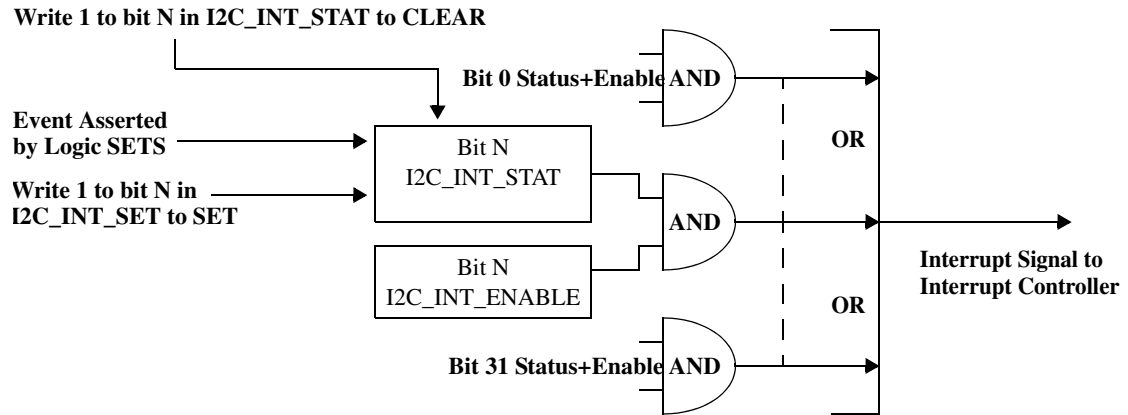 Write 1 to bit N in I2C_INT_STAT to CLEAR
Bit 0 Status+Enable AND
Event Asserted
by Logic SETS
OR
Bit N
I2C_INT_STAT
Write 1 to bit N in
I2C_INT_SET to SET
AND
Bit N
I2C_INT_ENABLE
Interrupt Signal to
Interrupt Controller
OR
Bit 31 Status+Enable AND